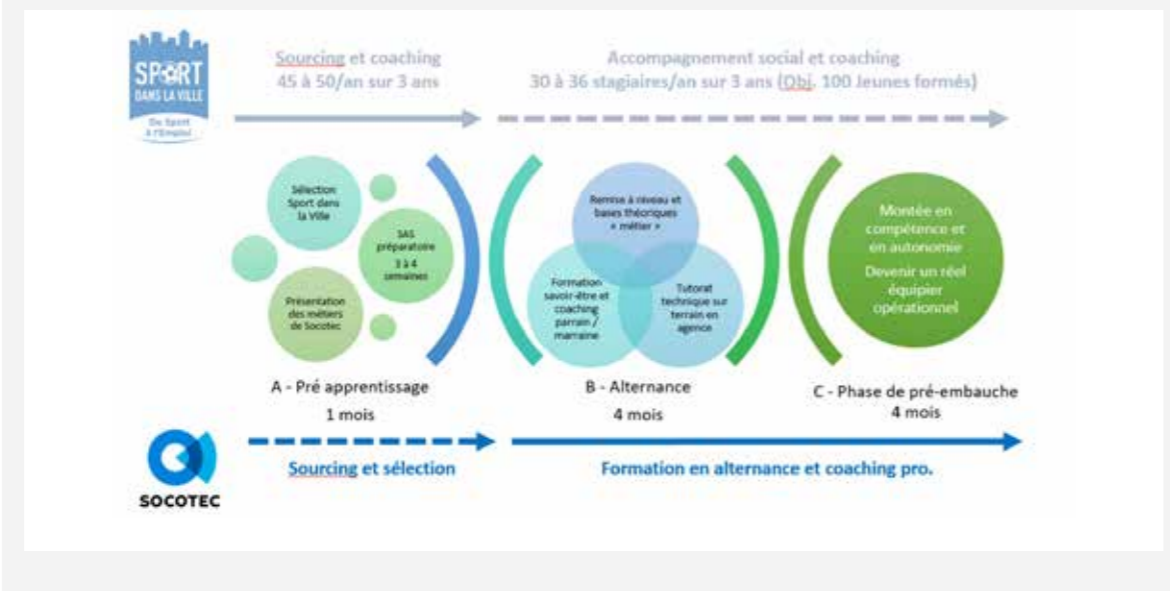 SPORT
DANS LA VILLE
Du Sport
à l'Emploi
Sourcing et coaching
45 à 50/an sur 3 ans
Accompagnement social et coaching
30 à 36 stagiaires/an sur 3 ans (Obj. 100 Jeunes formés)
Sélection
Sport dans
la Ville
SAS
préparatoire
3 à 4
semaines
Présentation
des métiers
de Socotec
Remise à niveau et
bases théoriques
« métier »
Formation
savoir-être et
coaching
parrain /
marraine
Tutorat
technique sur
terrain en
agence
Montée en
compétence et
en autonomie
Devenir un réel
équipier
opérationnel
A - Pré apprentissage
1 mois
B - Alternance
4 mois
C - Phase de pré-embauche
4 mois
SOCOTEC
Sourcing et sélection
Formation en alternance et coaching pro.